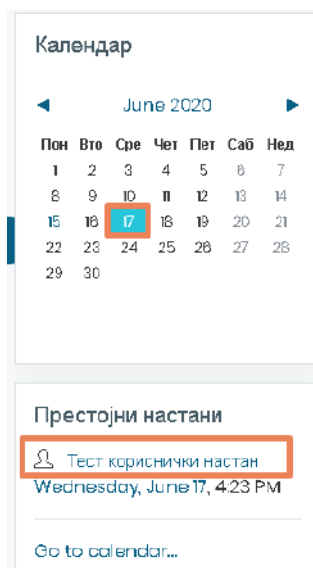 Календар
◄ June 2020 ►
Пон Вто Сре Чет Пет Саб Нед
1 2 3 4 5 6 7
8 9 10 11 12 13 14
15 16 17 18 19 20 21
22 23 24 25 26 27 28
29 30
Престојни настани
Тест кориснички настан
Wednesday, June 17, 4:23 PM
Go to calendar...